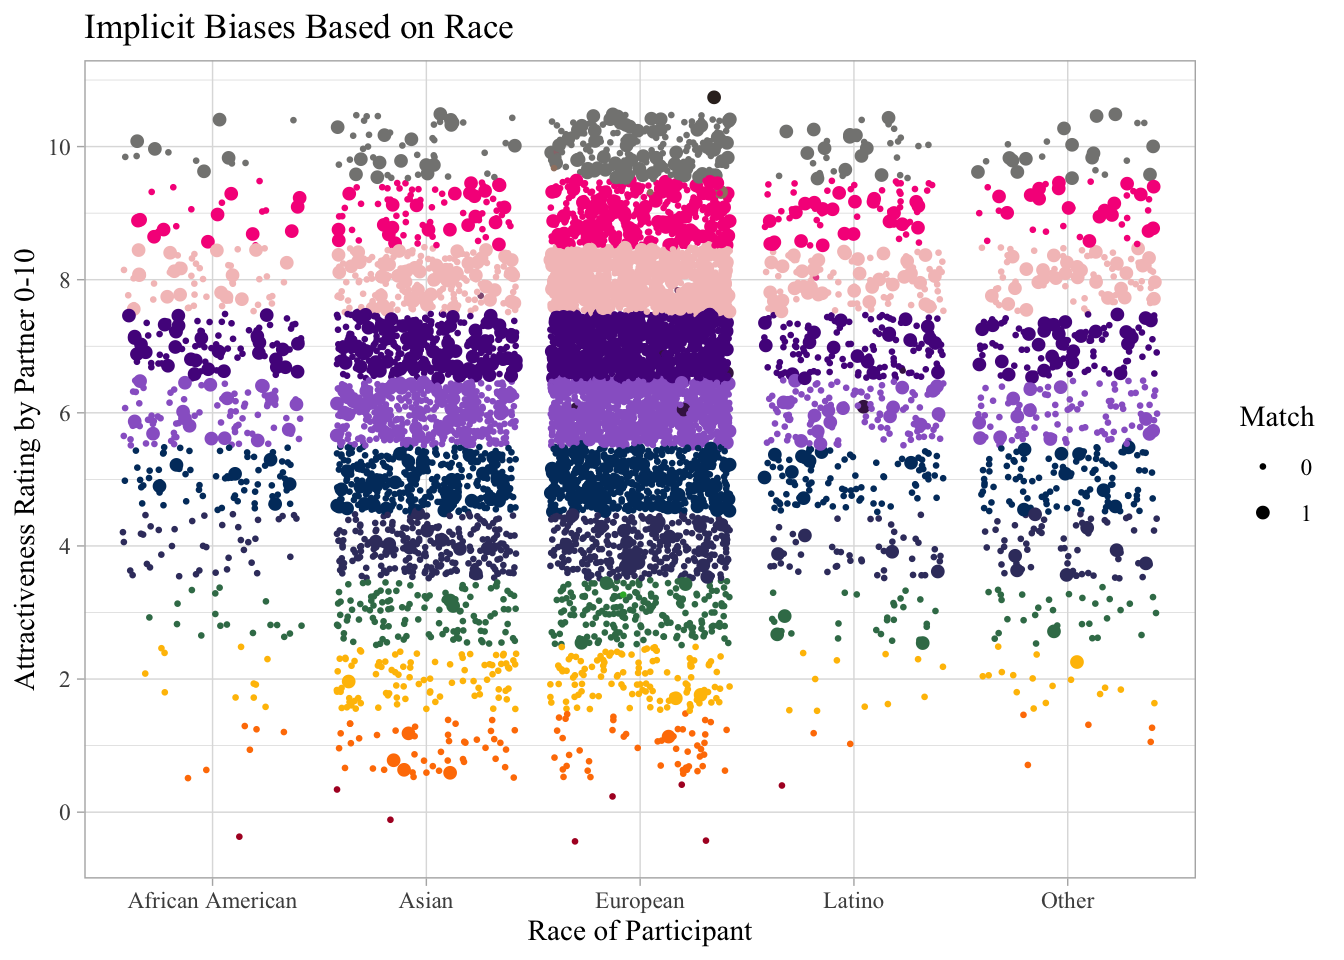 Implicit Biases Based on Race
Attractiveness Rating by Partner 0-10
10
8
6
4
2
0
African American
Asian
European
Latino
Other
Race of Participant
Match
0
1